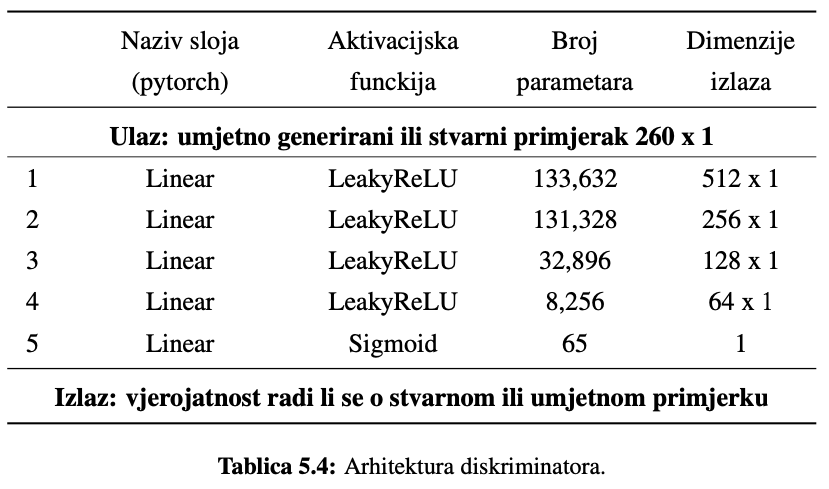 Naziv sloja Aktivacijska Broj Dimenzije
(pytorch) funckija parametara izlaza
Ulaz: umjetno generirani ili stvarni primjerak 260 x 1
1 Linear LeakyReLU 133,632 512 x 1
2 Linear LeakyReLU 131,328 256 x 1
3 Linear LeakyReLU 32,896 128 x 1
4 Linear LeakyReLU 8,256 64 x 1
5 Linear Sigmoid 65 1
Izlaz: vjerojatnost radi li se o stvarnom ili umjetnom primjerku
Tablica 5.4: Arhitektura diskriminatora.